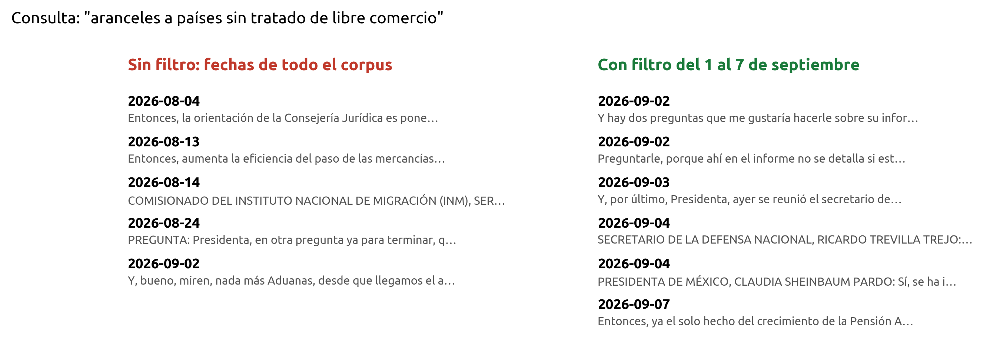 Consulta: "aranceles a países sin tratado de libre comercio"
Sin filtro: fechas de todo el corpus
2026-08-04
Entonces, la orientación de la Consejería Jurídica es pone…
2026-08-13
Entonces, aumenta la eficiencia del paso de las mercancías…
2026-08-14
COMISIONADO DEL INSTITUTO NACIONAL DE MIGRACIÓN (INM), SER…
2026-08-24
PREGUNTA: Presidenta, en otra pregunta ya para terminar, q…
2026-09-02
Y, bueno, miren, nada más Aduanas, desde que llegamos el a…
Con filtro del 1 al 7 de septiembre
2026-09-02
Y hay dos preguntas que me gustaría hacerle sobre su infor…
2026-09-02
Preguntarle, porque ahí en el informe no se detalla si est…
2026-09-03
Y, por último, Presidenta, ayer se reunió el secretario de…
2026-09-04
SECRETARIO DE LA DEFENSA NACIONAL, RICARDO TREVILLA TREJO:…
2026-09-04
PRESIDENTA DE MÉXICO, CLAUDIA SHEINBAUM PARDO: Sí, se ha i…
2026-09-07
Entonces, ya el solo hecho del crecimiento de la Pensión A…